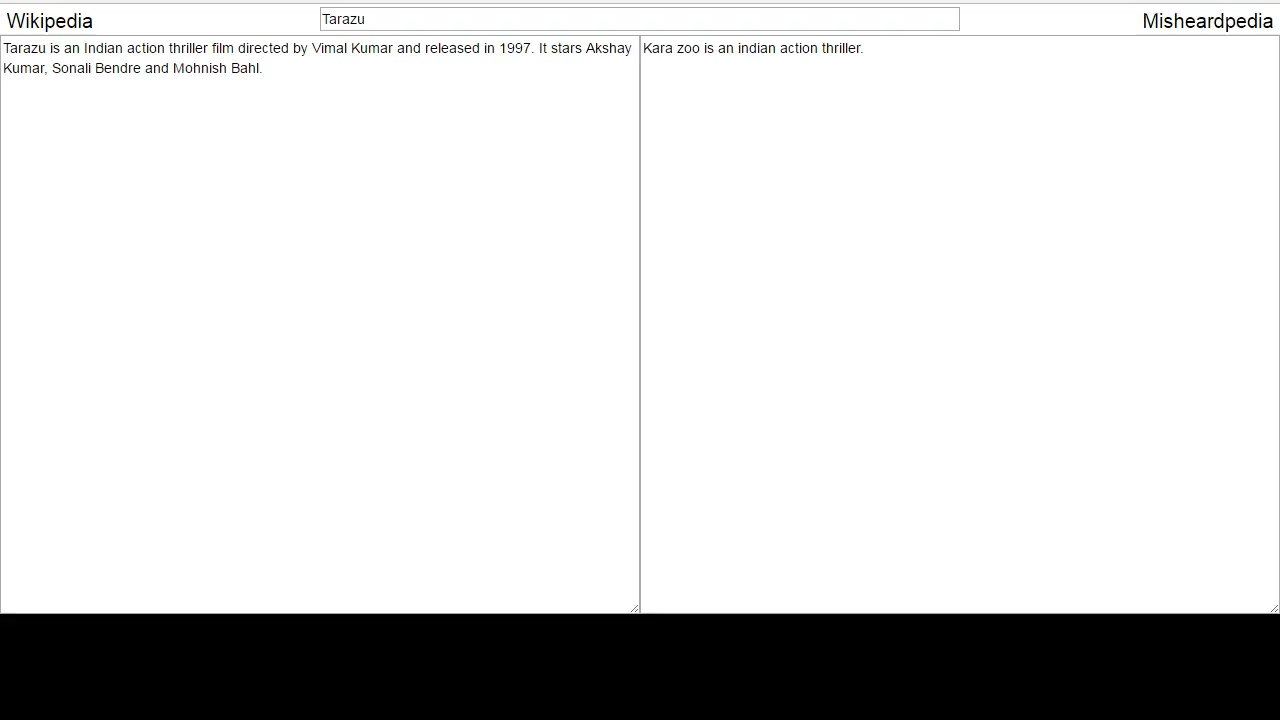 Wikipedia
Tarazu
Misheardpedia
Tarazu is an Indian action thriller film directed by Vimal Kumar and released in 1997. It stars Akshay
Kumar, Sonali Bendre and Mohnish Bahl.
Kara zoo is an indian action thriller.